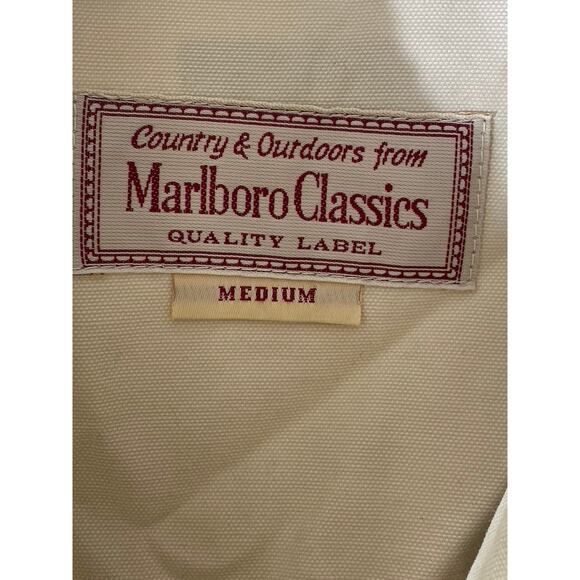 Country & Outdoors from
Marlboro Classics
QUALITY LABEL
MEDIUM